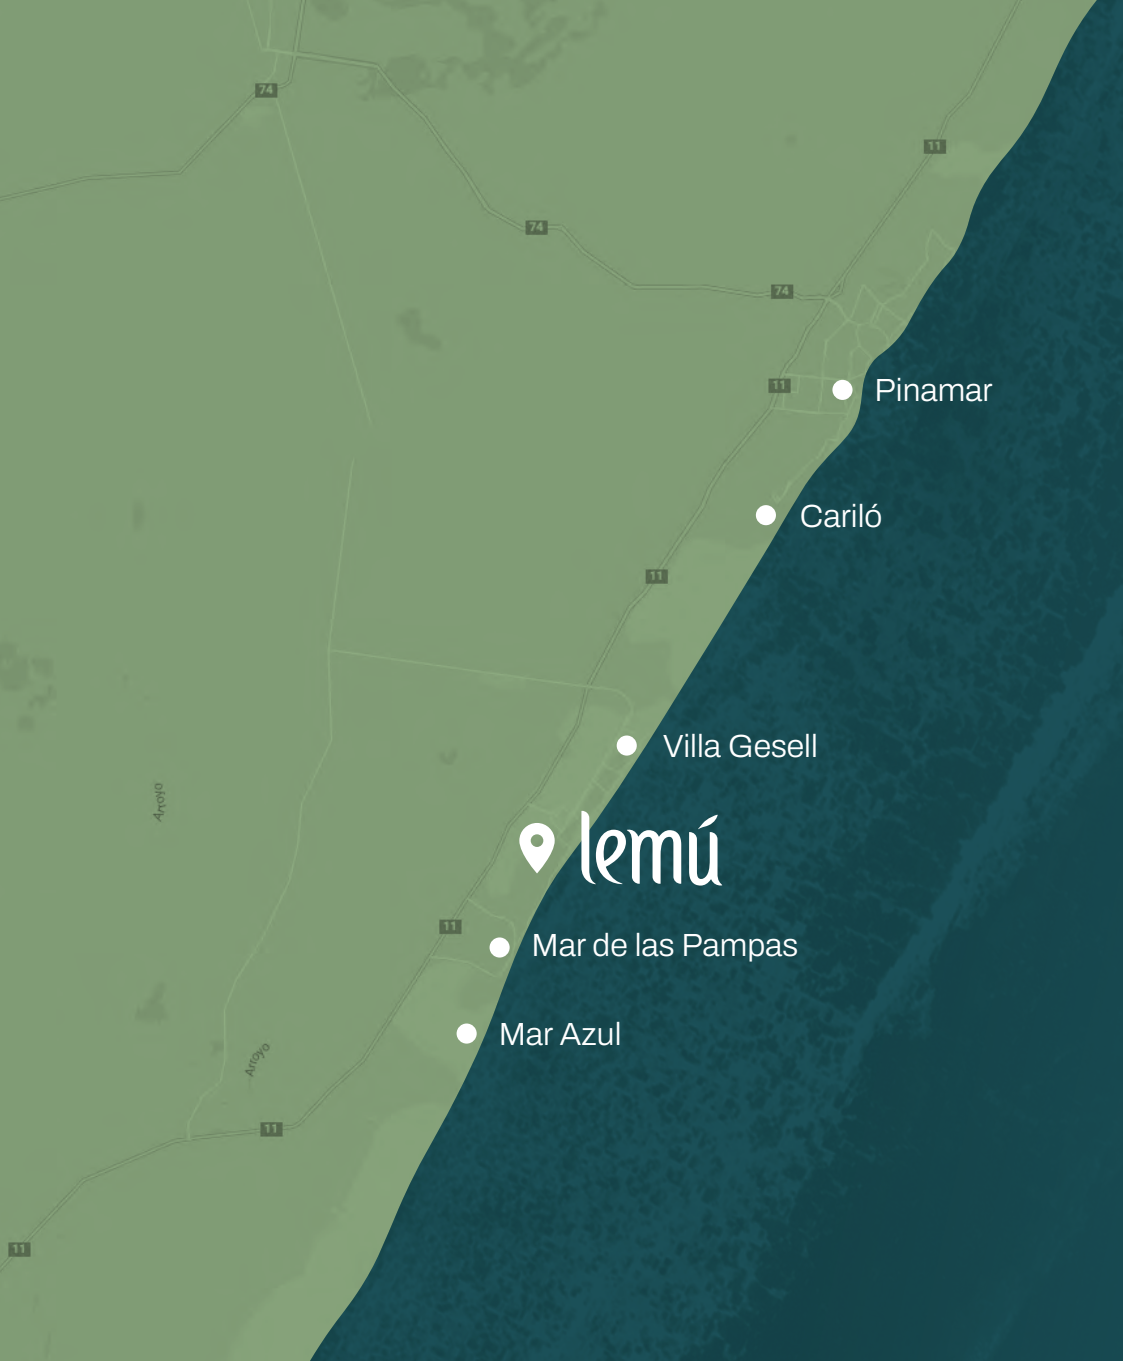 74
11
74
74
11
Pinamar
Cariló
11
Villa Gesell
Arroyo
lemú
11
Mar de las Pampas
Mar Azul
Arroyo
11
11